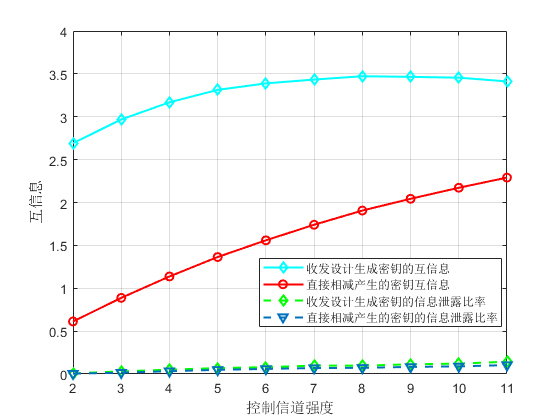 4
3.5
3
2.5
2
1.5
1
0.5
0
互信息
收发设计生成密钥的互信息
直接相减产生的密钥互信息
收发设计生成密钥的信息泄露比率
直接相减产生的密钥的信息泄露比率
2 3 4 5 6 7 8 9 10 11
控制信道强度